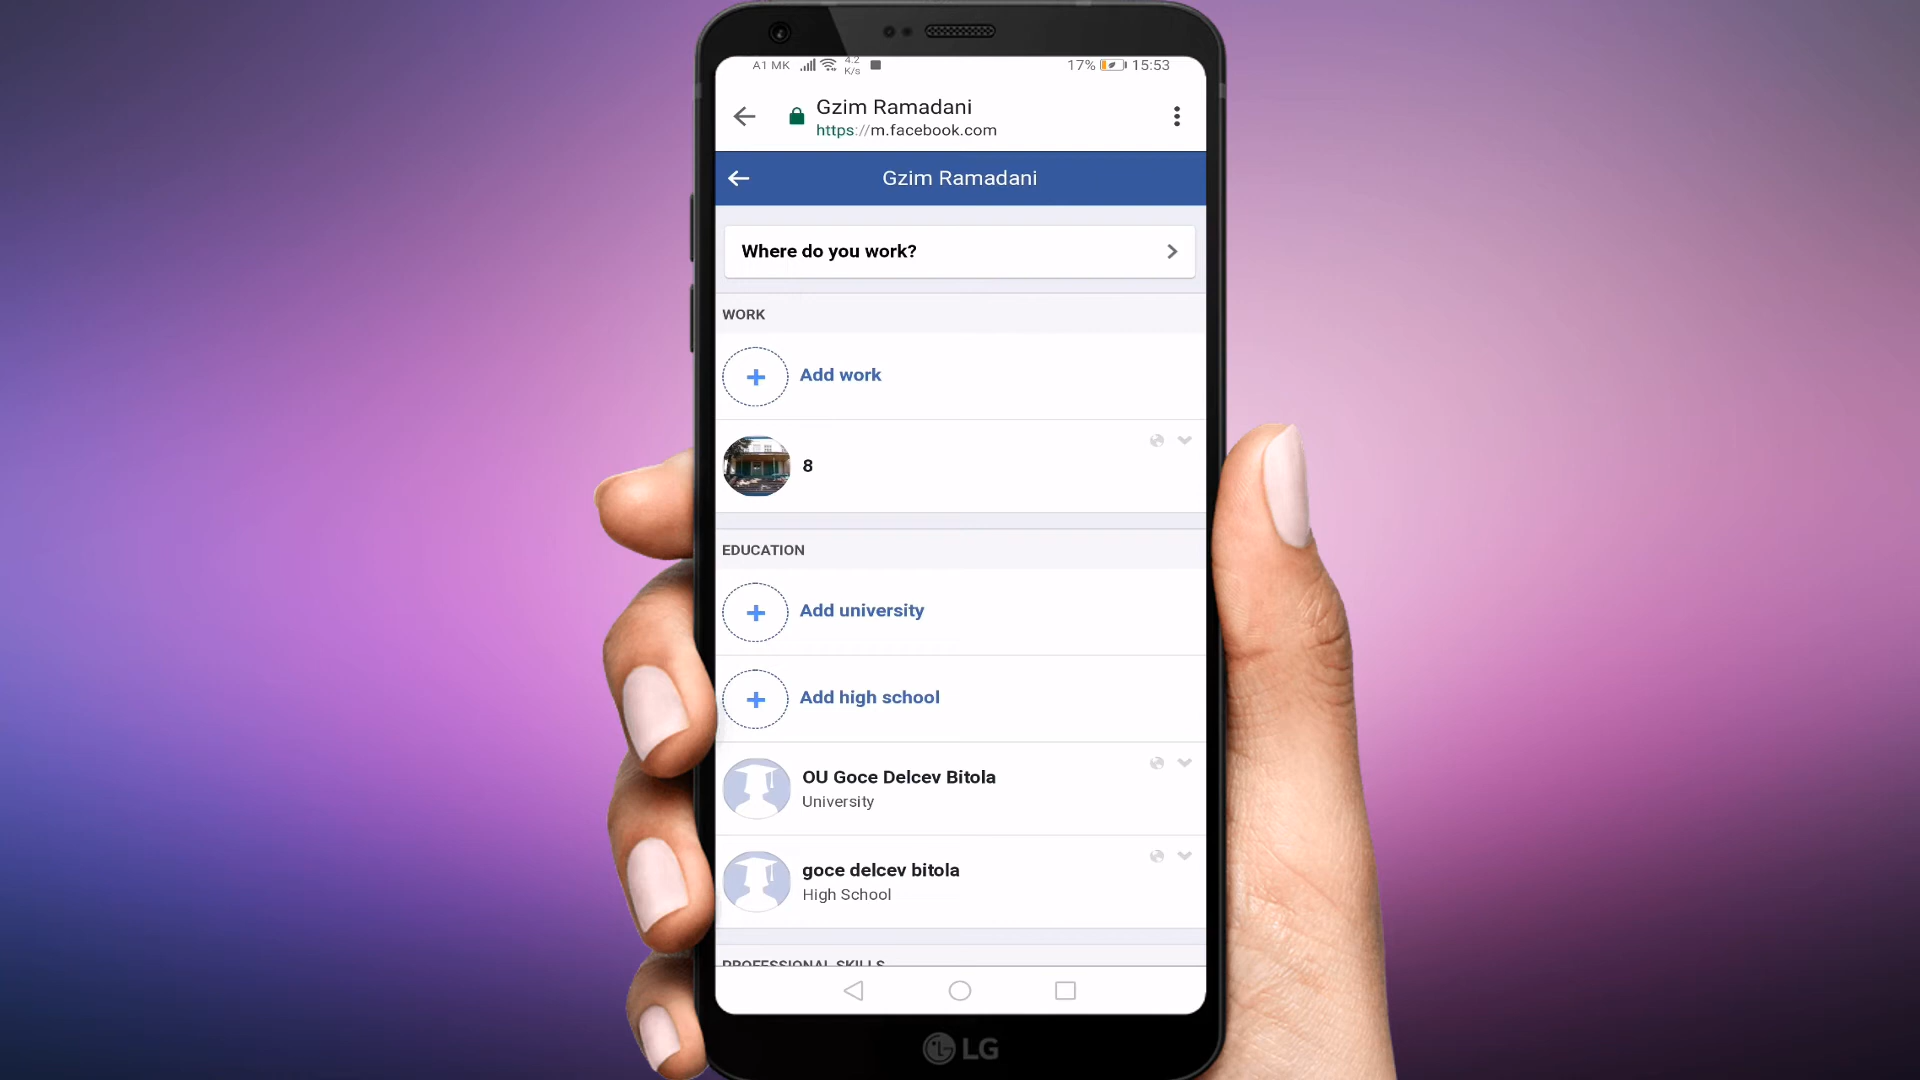 A1 MK 4.2 K/s 17% 15:53
Gzim Ramadani
https://m.facebook.com
Gzim Ramadani
Where do you work?
WORK
Add work
8
EDUCATION
Add university
Add high school
OU Goce Delcev Bitola
University
goce delcev bitola
High School
PROFESSIONAL SKILLS
LG